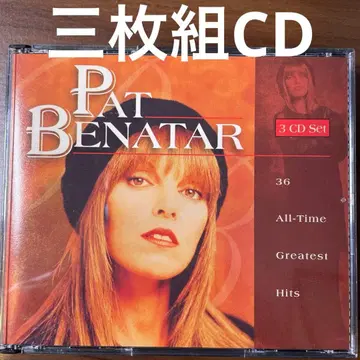 三枚組CD
PAT
BENATAR
3 CD Set
36
All-Time
Greatest
Hits